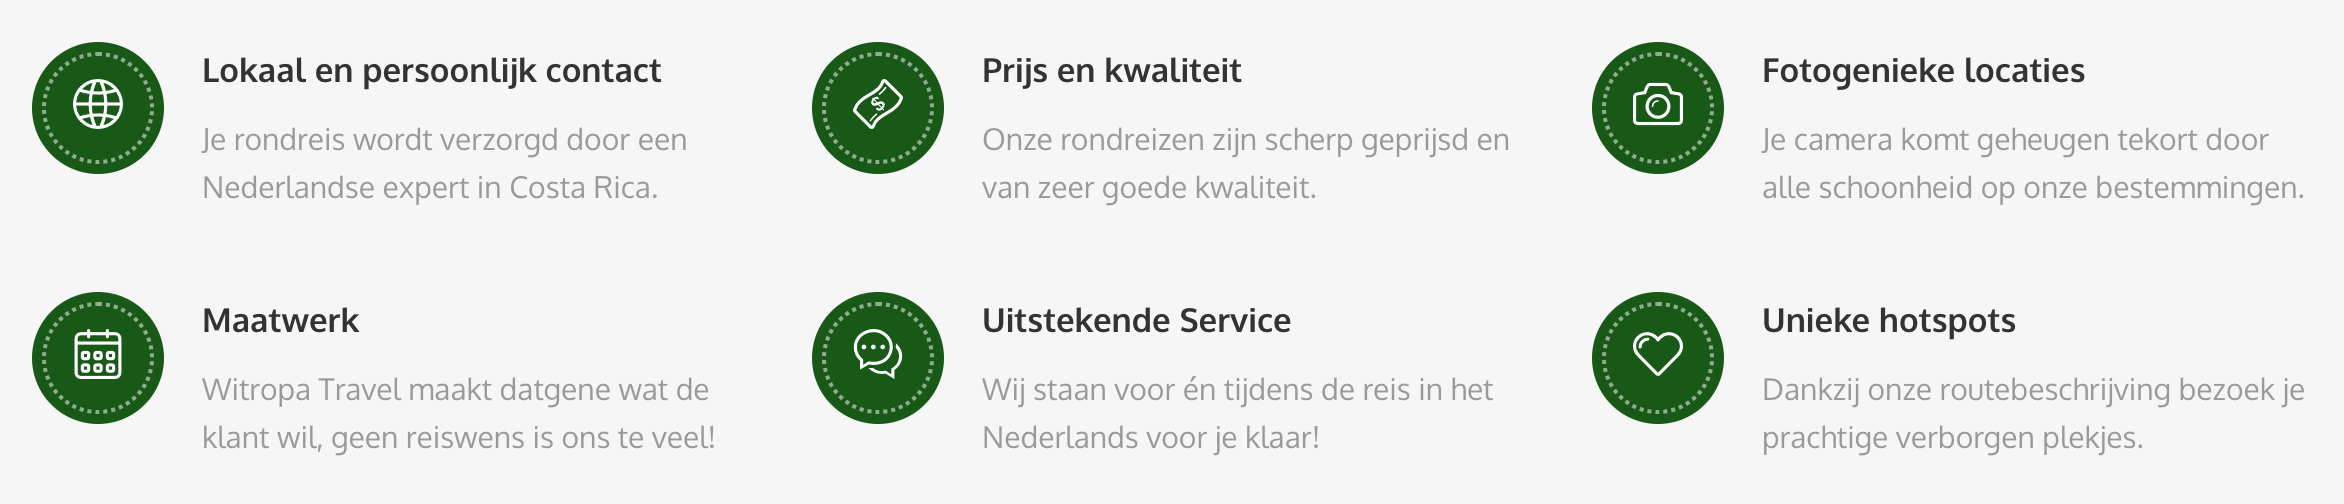 Lokaal en persoonlijk contact
Je rondreis wordt verzorgd door een
Nederlandse expert in Costa Rica.
Prijs en kwaliteit
Onze rondreizen zijn scherp geprijsd en
van zeer goede kwaliteit.
Fotogenieke locaties
Je camera komt geheugen tekort door
alle schoonheid op onze bestemmingen.
Maatwerk
Witropa Travel maakt datgene wat de
klant wil, geen reiswens is ons te veel!
Uitstekende Service
Wij staan voor én tijdens de reis in het
Nederlands voor je klaar!
Unieke hotspots
Dankzij onze routebeschrijving bezoek je
prachtige verborgen plekjes.